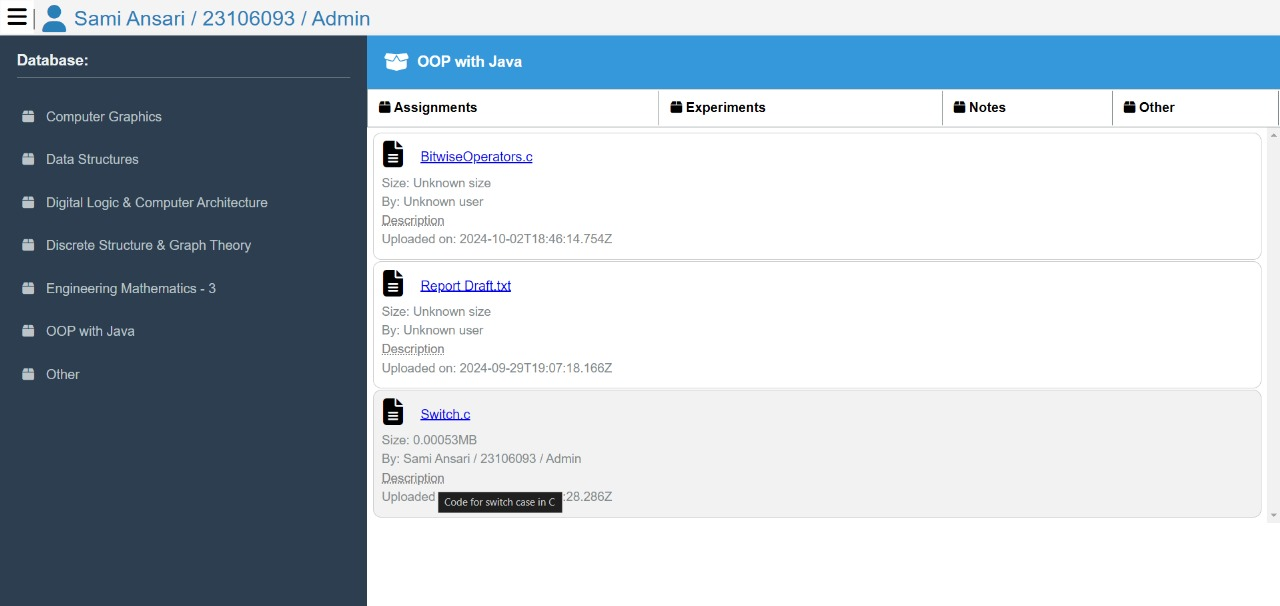 Sami Ansari / 23106093 / Admin
Database:
Computer Graphics
Data Structures
Digital Logic & Computer Architecture
Discrete Structure & Graph Theory
Engineering Mathematics - 3
OOP with Java
Other
OOP with Java
Assignments
Experiments
Notes
Other
BitwiseOperators.c
Size: Unknown size
By: Unknown user
Description
Uploaded on: 2024-10-02T18:46:14.754Z
Report Draft.txt
Size: Unknown size
By: Unknown user
Description
Uploaded on: 2024-09-29T19:07:18.166Z
Switch.c
Size: 0.00053MB
By: Sami Ansari / 23106093 / Admin
Description
Uploaded :28.286Z
Code for switch case in C